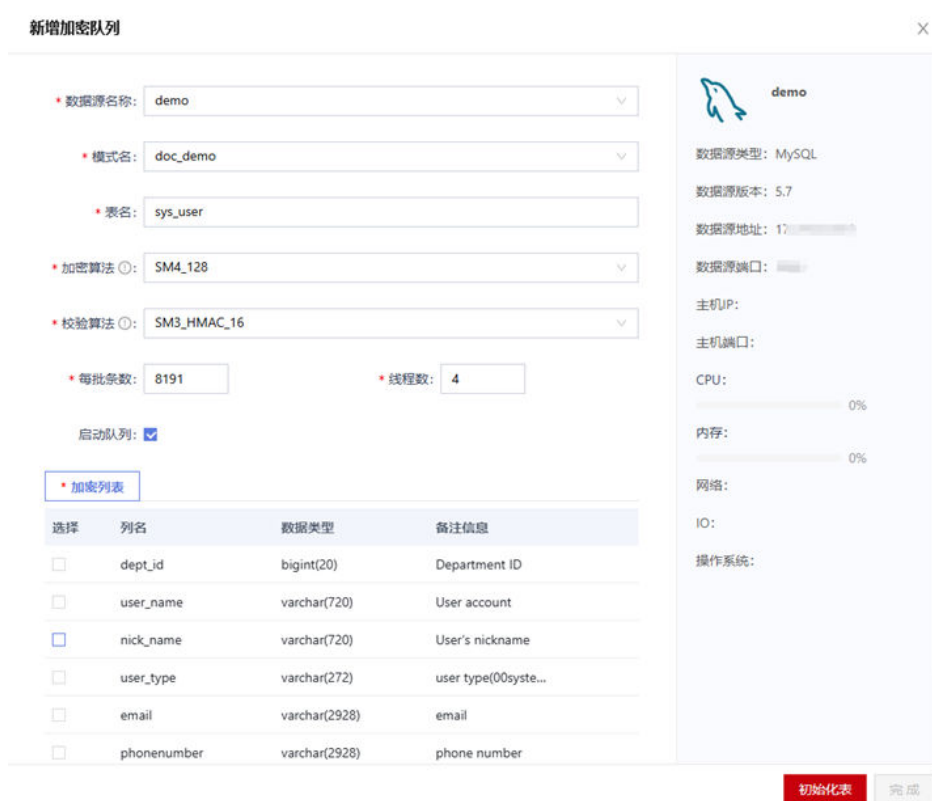 新增加密队列
* 数据源名称: demo
* 模式名: doc_demo
* 表名: sys_user
* 加密算法 ⓘ: SM4_128
* 校验算法 ⓘ: SM3_HMAC_16
* 每批条数: 8191 * 线程数: 4
启动队列:
* 加密列表
选择 列名 数据类型 备注信息
dept_id bigint(20) Department ID
user_name varchar(720) User account
nick_name varchar(720) User's nickname
user_type varchar(272) user type(00syste...
email varchar(2928) email
phonenumber varchar(2928) phone number
demo
数据源类型: MySQL
数据源版本: 5.7
数据源地址: 17
数据源端口:
主机IP:
主机端口:
CPU:
0%
内存:
0%
网络:
IO:
操作系统:
初始化表 完成